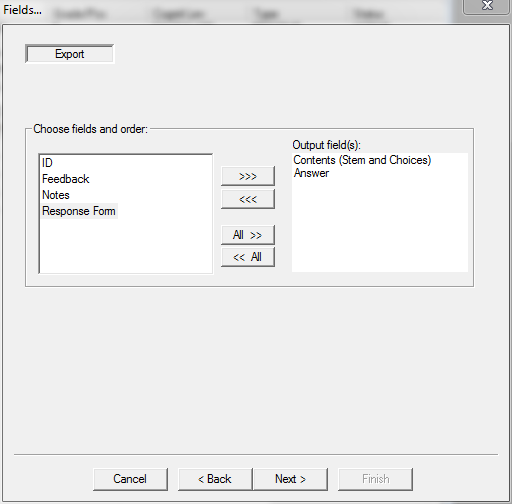 Fields...
Export
Choose fields and order:
ID
Feedback
Notes
Response Form
>>>
<<<
All >>
<< All
Output field(s):
Contents (Stem and Choices)
Answer
Cancel
< Back
Next >
Finish